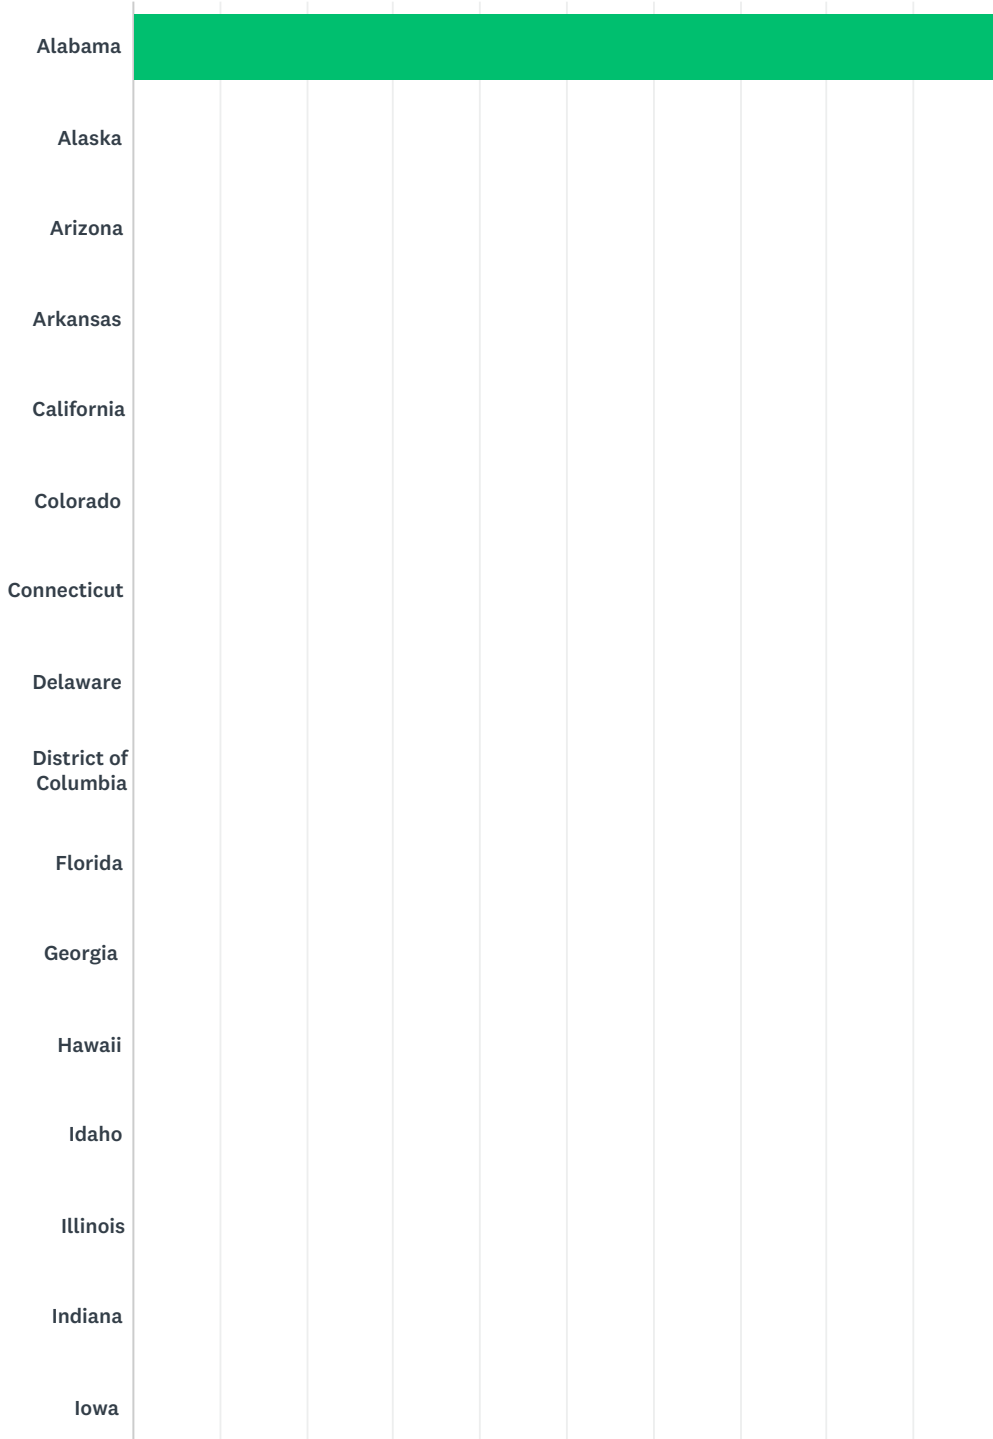 Alabama
Alaska
Arizona
Arkansas
California
Colorado
Connecticut
Delaware
District of
Columbia
Florida
Georgia
Hawaii
Idaho
Illinois
Indiana
Iowa